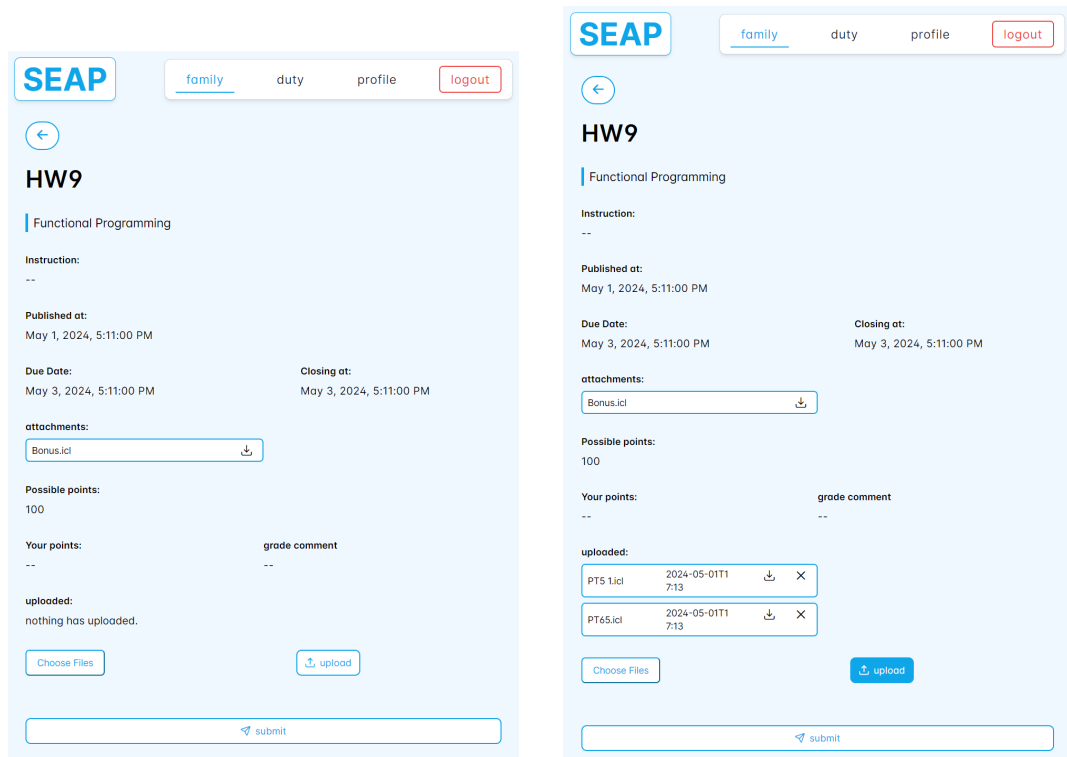 SEAP
family duty profile logout
HW9
Functional Programming
Instruction:
--
Published at:
May 1, 2024, 5:11:00 PM
Due Date: Closing at:
May 3, 2024, 5:11:00 PM May 3, 2024, 5:11:00 PM
attachments:
Bonus.icl
Possible points:
100
Your points: grade comment
-- --
uploaded:
nothing has uploaded.
Choose Files upload
submit
SEAP
family duty profile logout
HW9
Functional Programming
Instruction:
--
Published at:
May 1, 2024, 5:11:00 PM
Due Date: Closing at:
May 3, 2024, 5:11:00 PM May 3, 2024, 5:11:00 PM
attachments:
Bonus.icl
Possible points:
100
Your points: grade comment
-- --
uploaded:
PT5 1.icl 2024-05-01T1
7:13
PT65.icl 2024-05-01T1
7:13
Choose Files upload
submit